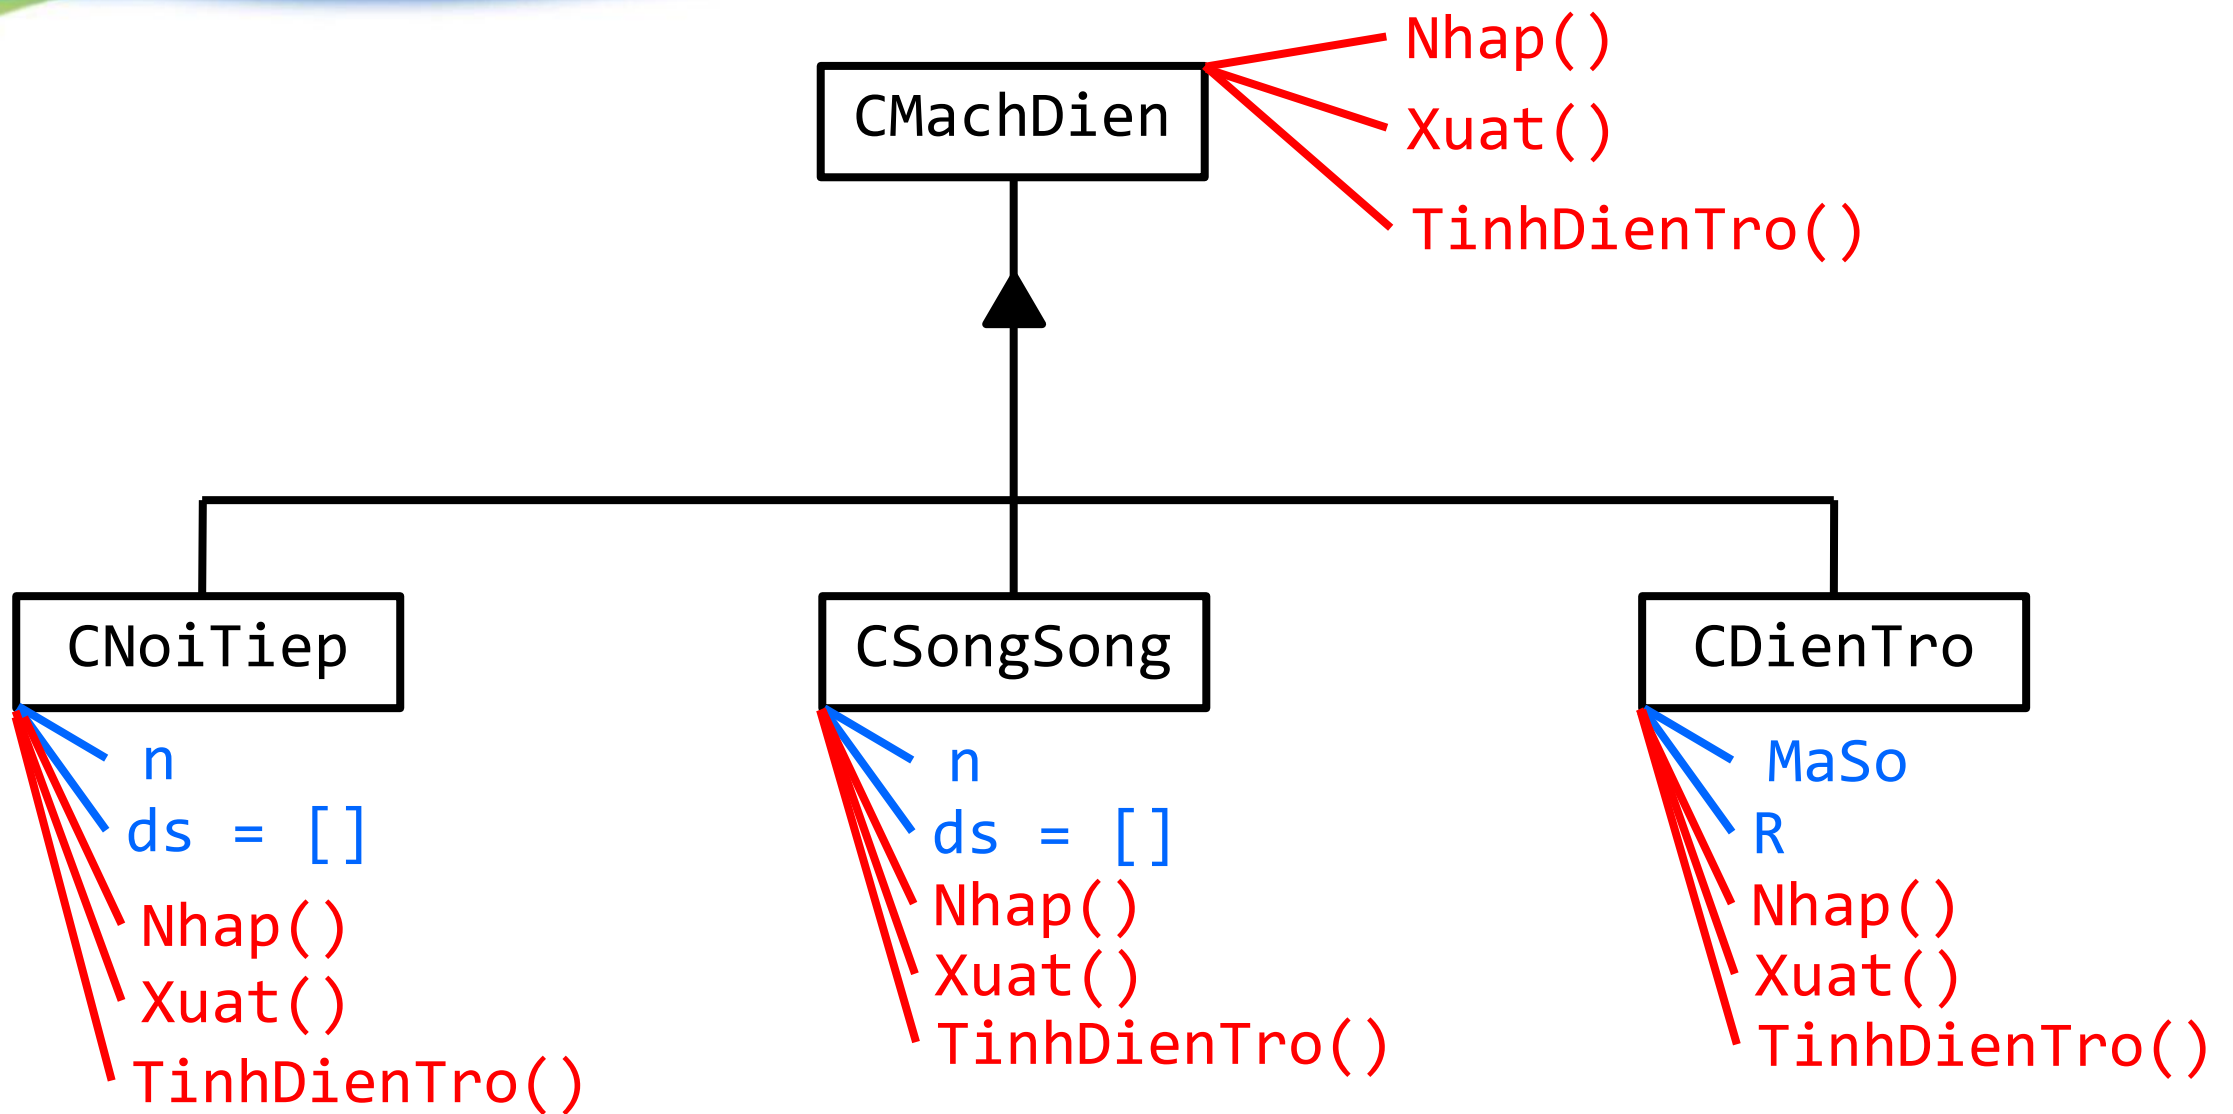 CMachDien
Nhap()
Xuat()
TinhDienTro()
CNoiTiep
n
ds = []
Nhap()
Xuat()
TinhDienTro()
CSongSong
n
ds = []
Nhap()
Xuat()
TinhDienTro()
CDienTro
MaSo
R
Nhap()
Xuat()
TinhDienTro()